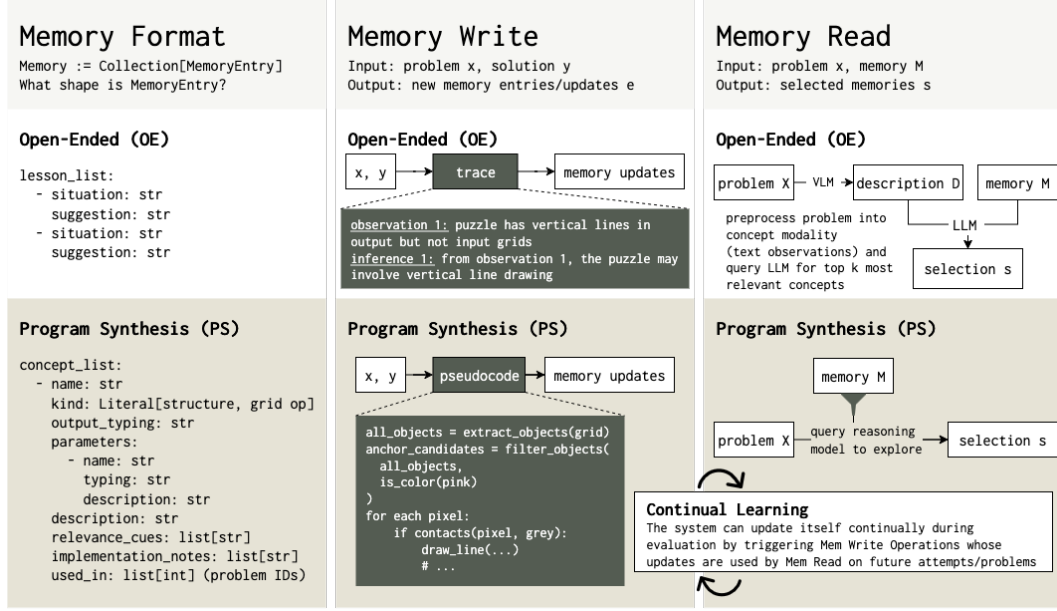 Memory Format
Memory := Collection[MemoryEntry]
What shape is MemoryEntry?
Open-Ended (OE)
lesson_list:
- situation: str
suggestion: str
- situation: str
suggestion: str
Program Synthesis (PS)
concept_list:
- name: str
kind: Literal[structure, grid op]
output_typing: str
parameters:
- name: str
typing: str
description: str
description: str
relevance_cues: list[str]
implementation_notes: list[str]
used_in: list[int] (problem IDs)
Memory Write
Input: problem x, solution y
Output: new memory entries/updates e
Open-Ended (OE)
x, y
trace
memory updates
observation 1: puzzle has vertical lines in
output but not input grids
inference 1: from observation 1, the puzzle may
involve vertical line drawing
Program Synthesis (PS)
x, y
pseudocode
memory updates
all_objects = extract_objects(grid)
anchor_candidates = filter_objects(
all_objects,
is_color(pink)
)
for each pixel:
if contacts(pixel, grey):
draw_line(...)
# ...
Memory Read
Input: problem x, memory M
Output: selected memories s
Open-Ended (OE)
problem X
VLM
description D
memory M
LLM
preprocess problem into
concept modality
(text observations) and
query LLM for top k most
relevant concepts
selection s
Program Synthesis (PS)
memory M
problem X
query reasoning
model to explore
selection s
Continual Learning
The system can update itself continually during
evaluation by triggering Mem Write Operations whose
updates are used by Mem Read on future attempts/problems